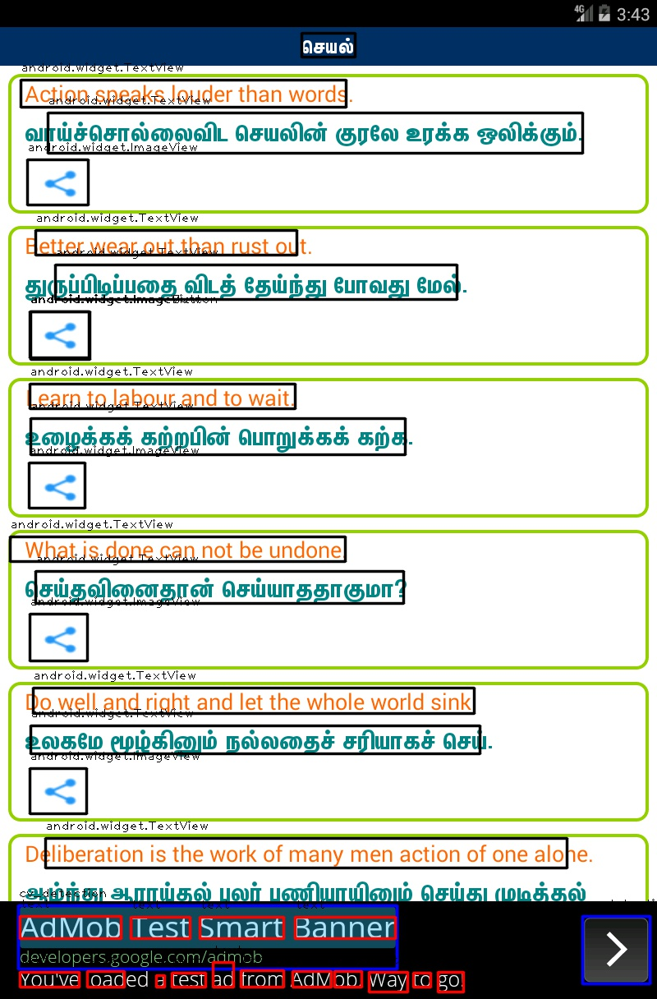 4G 3:43
செயல்
android.widget.TextView
Action speaks louder than words.
android.widget.TextView
வாய்ச்சொல்லைவிட செயலின் குரலே உரக்க ஒலிக்கும்.
android.widget.ImageView
android.widget.TextView
Better wear out than rust out.
android.widget.TextView
துருப்பிடிப்பதை விடத் தேய்ந்து போவது மேல்.
android.widget.ImageButton
android.widget.TextView
Learn to labour and to wait.
android.widget.TextView
உழைக்கக் கற்றபின் பொறுக்கக் கற்க.
android.widget.ImageView
android.widget.TextView
What is done can not be undone.
android.widget.TextView
செய்தவினைதான் செய்யாததாகுமா?
android.widget.ImageView
android.widget.TextView
Do well and right and let the whole world sink
android.widget.TextView
உலகமே மூழ்கினும் நல்லதைச் சரியாகச் செய்.
android.widget.ImageView
android.widget.TextView
Deliberation is the work of many men action of one alone.
ஆழ்ந்து ஆராய்தல் பலர் பணியாயினும் செய்து முடித்தல்
AdMob Test Smart Banner
developers.google.com/admob
You've loaded a test ad from AdMob. Way to go!